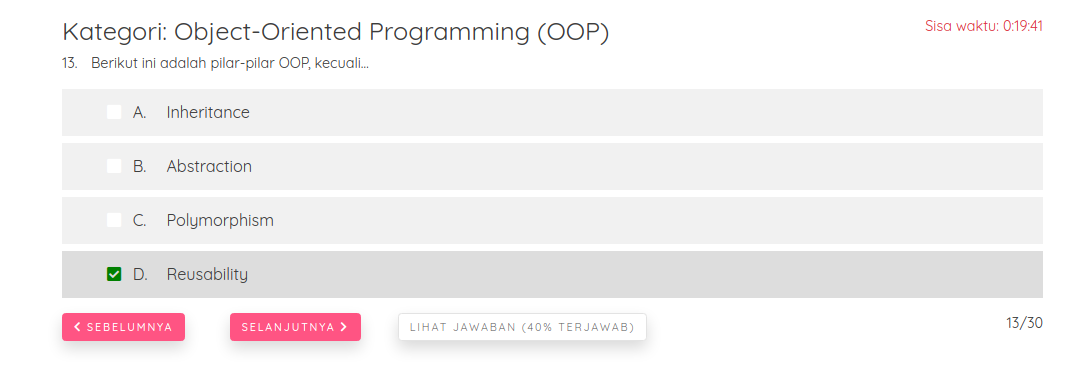 Kategori: Object-Oriented Programming (OOP)
Sisa waktu: 0:19:41
13. Berikut ini adalah pilar-pilar OOP, kecuali...
A. Inheritance
B. Abstraction
C. Polymorphism
D. Reusability
SEBELUMNYA
SELANJUTNYA
LIHAT JAWABAN (40% TERJAWAB)
13/30